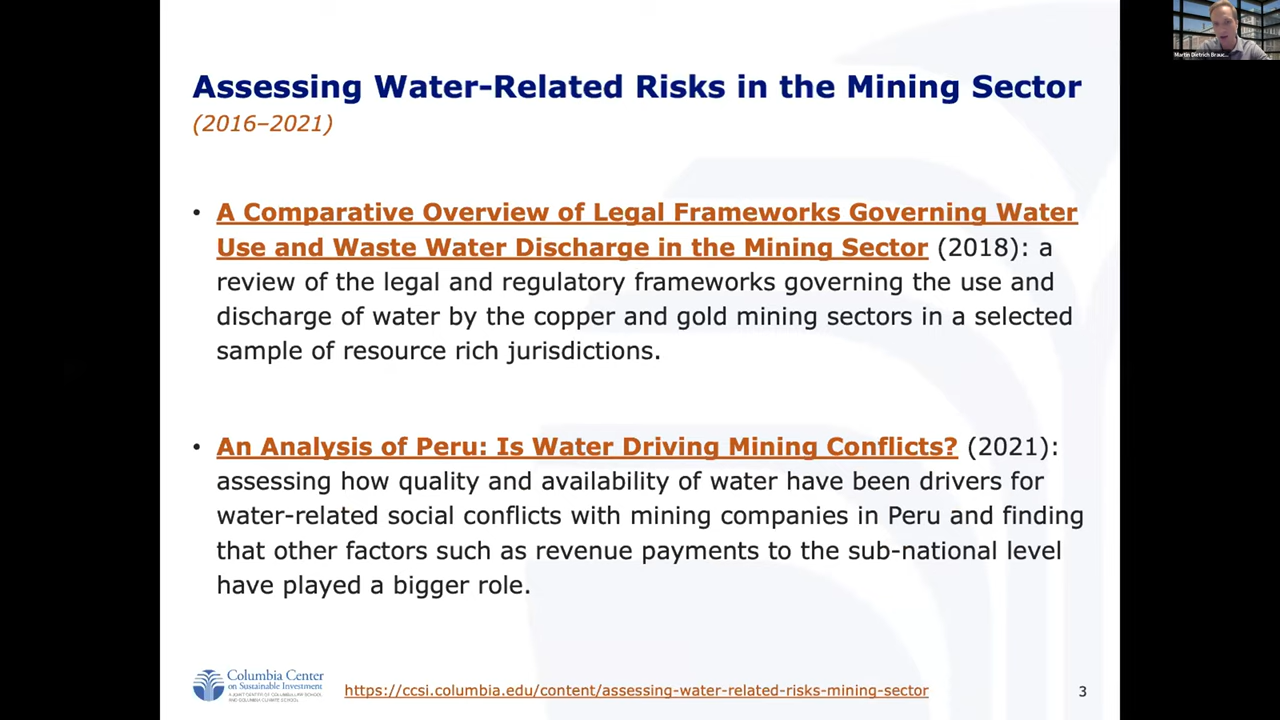 Martin Dietrich Brauc...
Assessing Water-Related Risks in the Mining Sector
(2016–2021)
• A Comparative Overview of Legal Frameworks Governing Water
Use and Waste Water Discharge in the Mining Sector (2018): a
review of the legal and regulatory frameworks governing the use and
discharge of water by the copper and gold mining sectors in a selected
sample of resource rich jurisdictions.
• An Analysis of Peru: Is Water Driving Mining Conflicts? (2021):
assessing how quality and availability of water have been drivers for
water-related social conflicts with mining companies in Peru and finding
that other factors such as revenue payments to the sub-national level
have played a bigger role.
Columbia Center
on Sustainable Investment
A JOINT CENTER OF COLUMBIA LAW SCHOOL
AND COLUMBIA CLIMATE SCHOOL
https://ccsi.columbia.edu/content/assessing-water-related-risks-mining-sector
3